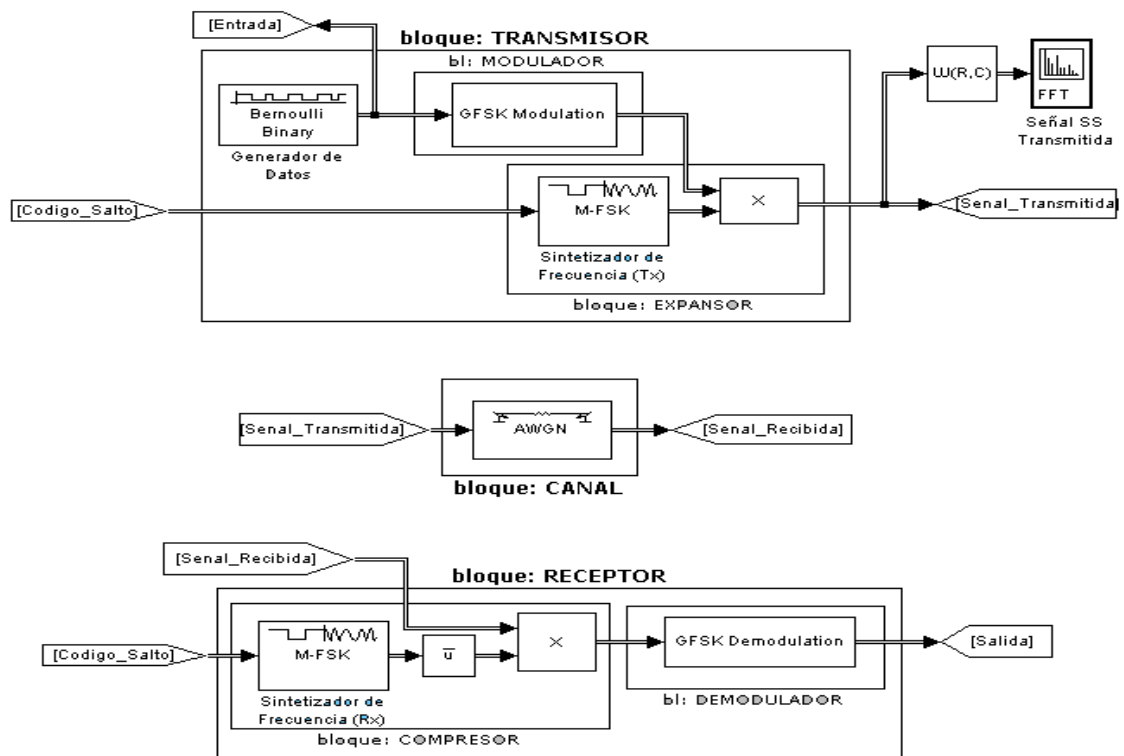 [Entrada]
bloque: TRANSMISOR
bl: MODULADOR
Bernoulli
Binary
Generador de
Datos
GFSK Modulation
U(R,C)
FFT
Señal SS
Transmitida
[Codigo_Salto]
M-FSK
Sintetizador de
Frecuencia (Tx)
X
[Senal_Transmitida]
bloque: EXPANSOR
[Senal_Transmitida]
AWGN
[Senal_Recibida]
bloque: CANAL
[Senal_Recibida]
bloque: RECEPTOR
[Codigo_Salto]
M-FSK
Sintetizador de
Frecuencia (Rx)
u
X
GFSK Demodulation
[Salida]
bl: DEMODULADOR
bloque: COMPRESOR